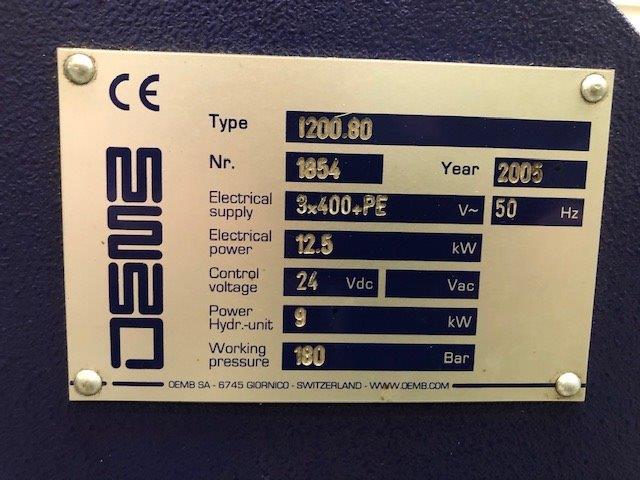 CE
OEMB
Type I200.80
Nr. 1854 Year 2005
Electrical supply 3x400+PE V~ 50 Hz
Electrical power 12.5 kW
Control voltage 24 Vdc Vac
Power Hydr.-unit 9 kW
Working pressure 180 Bar
OEMB SA - 6745 GIORNICO - SWITZERLAND - WWW.OEMB.COM